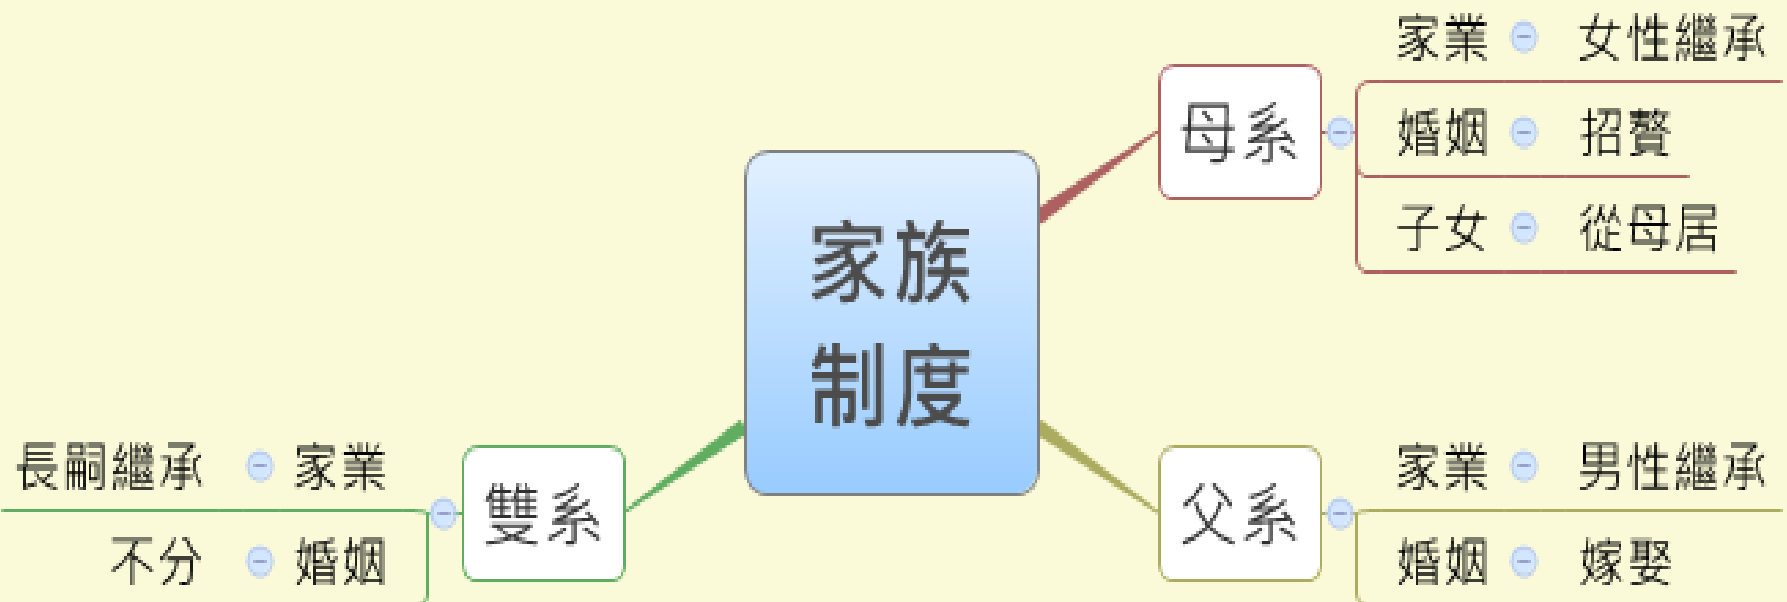 家族
制度
母系
家業 女性繼承
婚姻 招贅
子女 從母居
父系
家業 男性繼承
婚姻 嫁娶
雙系
長嗣繼承 家業
不分 婚姻